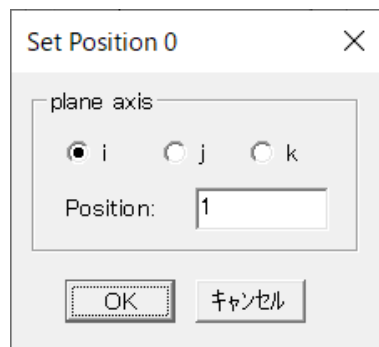 Set Position 0
plane axis
i j k
Position: 1
OK ｷｬﾝｾﾙ